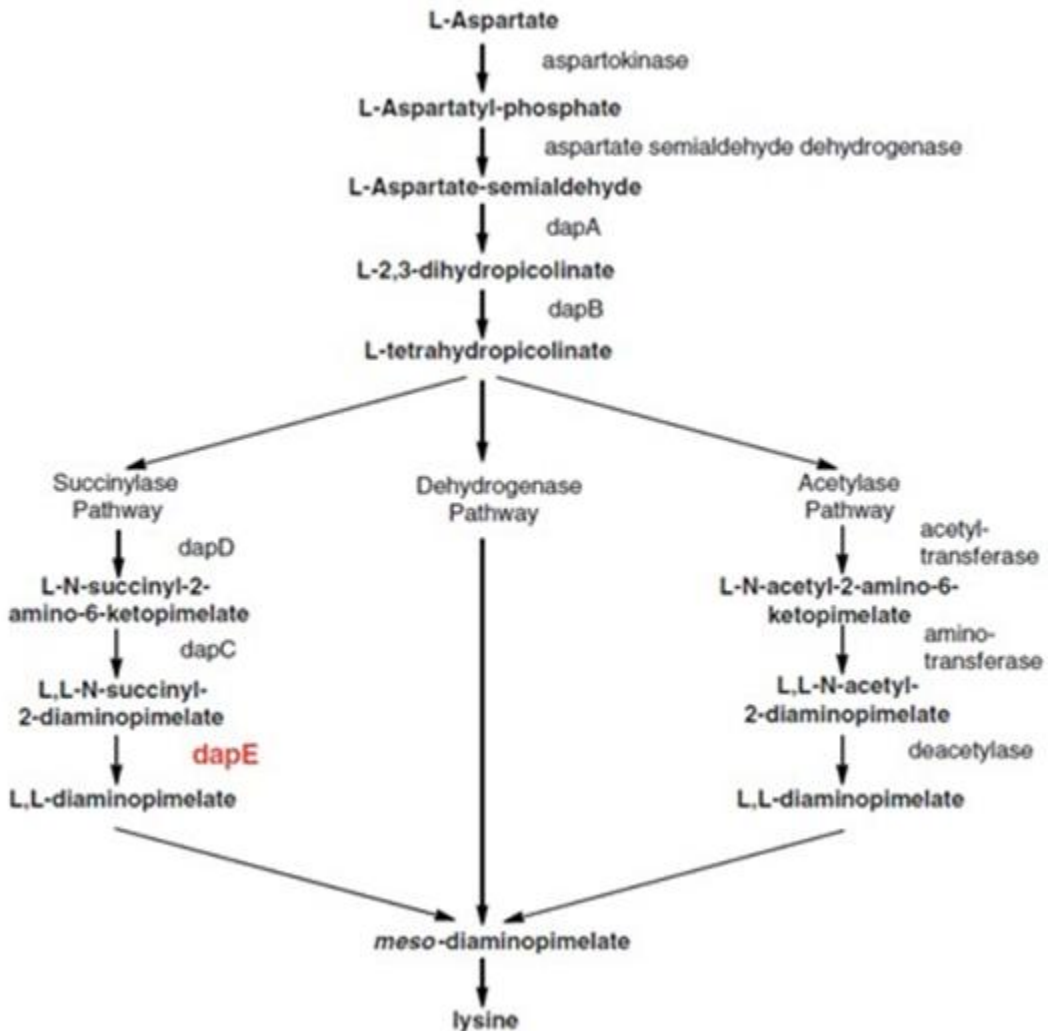 L-Aspartate
aspartokinase
L-Aspartatyl-phosphate
aspartate semialdehyde dehydrogenase
L-Aspartate-semialdehyde
dapA
L-2,3-dihydropicolinate
dapB
L-tetrahydropicolinate
Succinylase
Pathway
dapD
L-N-succinyl-2-
amino-6-ketopimelate
dapC
L,L-N-succinyl-
2-diaminopimelate
dapE
L,L-diaminopimelate
Dehydrogenase
Pathway
Acetylase
Pathway
acetyl-
transferase
L-N-acetyl-2-amino-6-
ketopimelate
amino-
transferase
L,L-N-acetyl-
2-diaminopimelate
deacetylase
L,L-diaminopimelate
meso-diaminopimelate
lysine